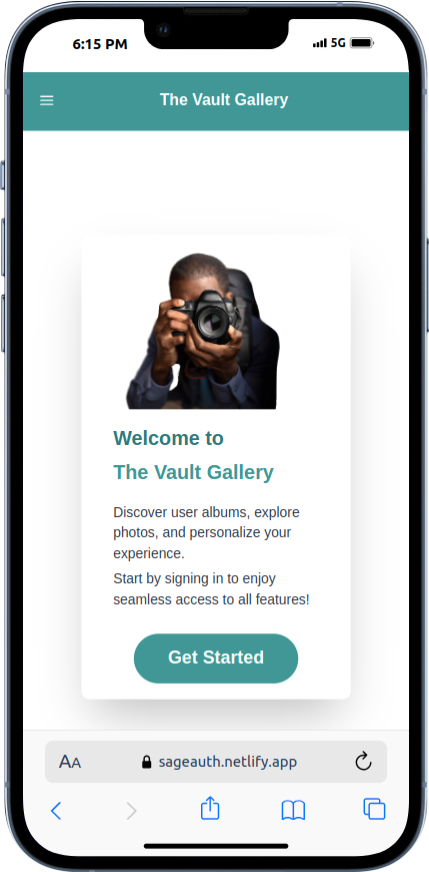 6:15 PM
5G
The Vault Gallery
Welcome to
The Vault Gallery
Discover user albums, explore
photos, and personalize your
experience.
Start by signing in to enjoy
seamless access to all features!
Get Started
AA
sageauth.netlify.app